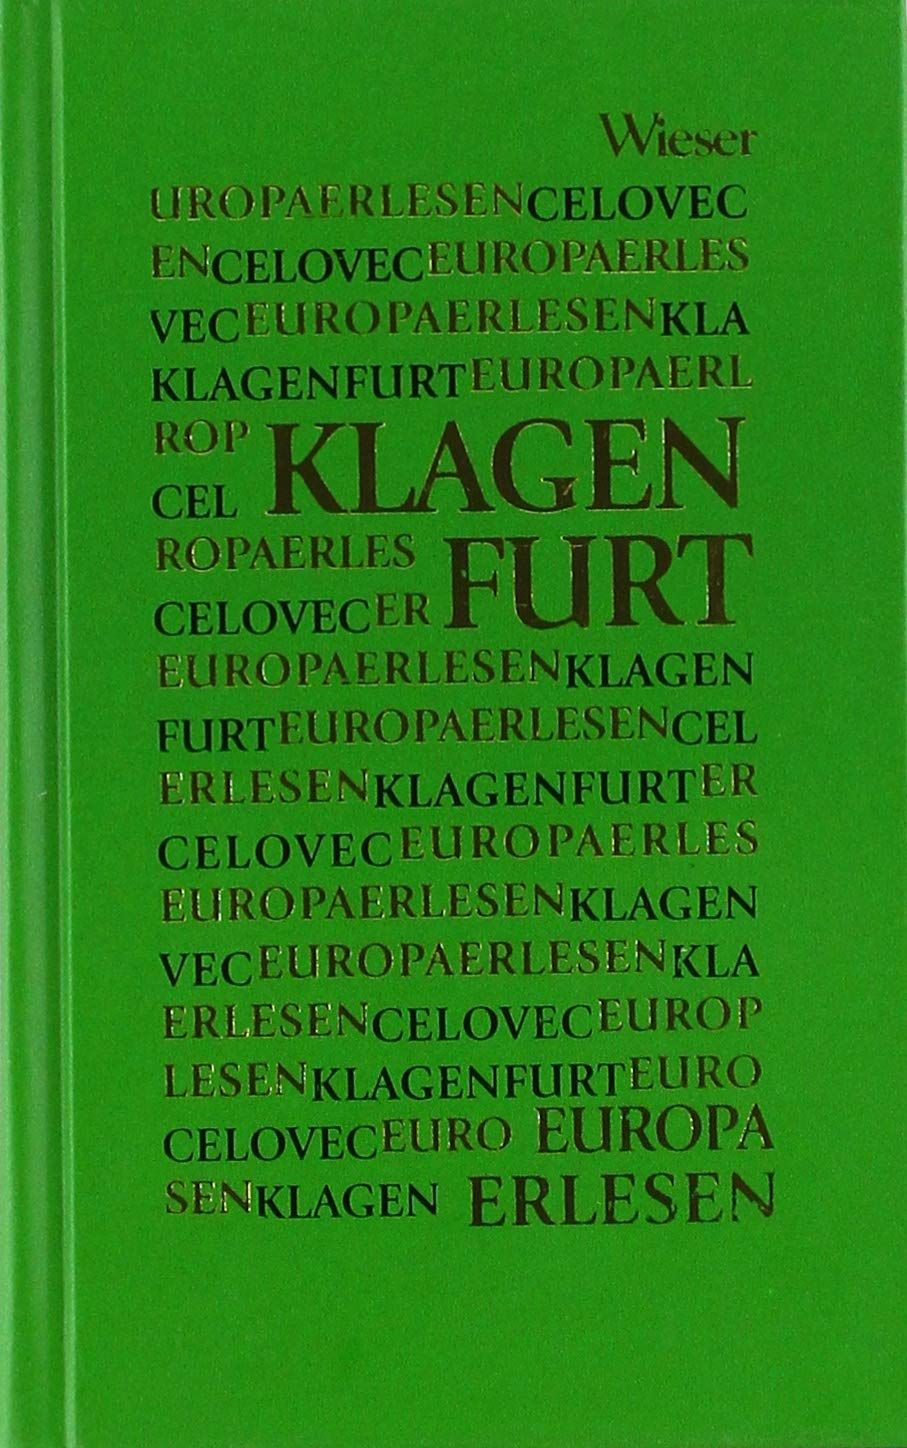 Wieser
UROPAERLESENCELOVEC
ENCELOVECEUROPAERLES
VECEUROPAERLESENKLA
KLAGENFURTEUROPAERL
ROP KLAGEN
CEL
ROPAERLES FURT
CELOVECER
EUROPAERLESENKLAGEN
FURTEUROPAERLESENCEL
ERLESENKLAGENFURTER
CELOVECEUROPAERLES
EUROPAERLESENKLAGEN
VECEUROPAERLESENKLA
ERLESENCELOVECEUROP
LESENKLAGENFURTEURO
CELOVECEURO EUROPA
SENKLAGEN ERLESEN